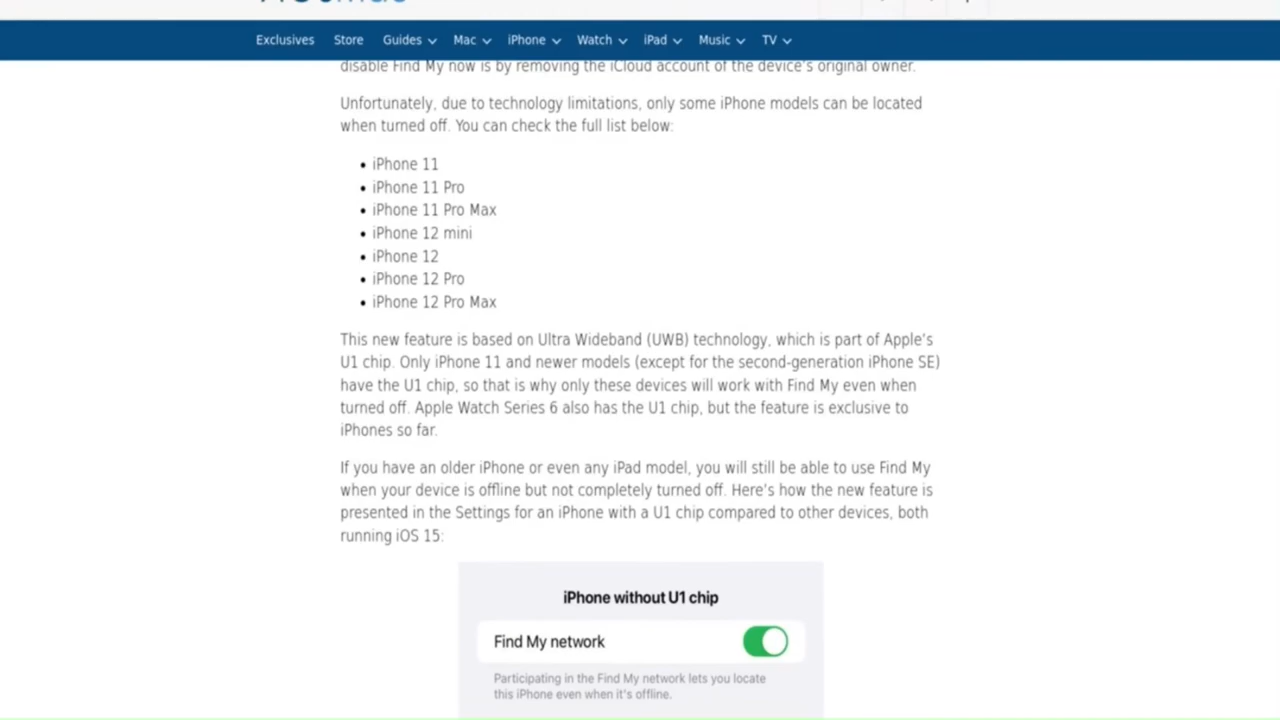 Exclusives Store Guides Mac iPhone Watch iPad Music TV
disable Find My now is by removing the iCloud account of the device's original owner.
Unfortunately, due to technology limitations, only some iPhone models can be located
when turned off. You can check the full list below:
• iPhone 11
• iPhone 11 Pro
• iPhone 11 Pro Max
• iPhone 12 mini
• iPhone 12
• iPhone 12 Pro
• iPhone 12 Pro Max
This new feature is based on Ultra Wideband (UWB) technology, which is part of Apple's
U1 chip. Only iPhone 11 and newer models (except for the second-generation iPhone SE)
have the U1 chip, so that is why only these devices will work with Find My even when
turned off. Apple Watch Series 6 also has the U1 chip, but the feature is exclusive to
iPhones so far.
If you have an older iPhone or even any iPad model, you will still be able to use Find My
when your device is offline but not completely turned off. Here's how the new feature is
presented in the Settings for an iPhone with a U1 chip compared to other devices, both
running iOS 15:
iPhone without U1 chip
Find My network
Participating in the Find My network lets you locate
this iPhone even when it's offline.